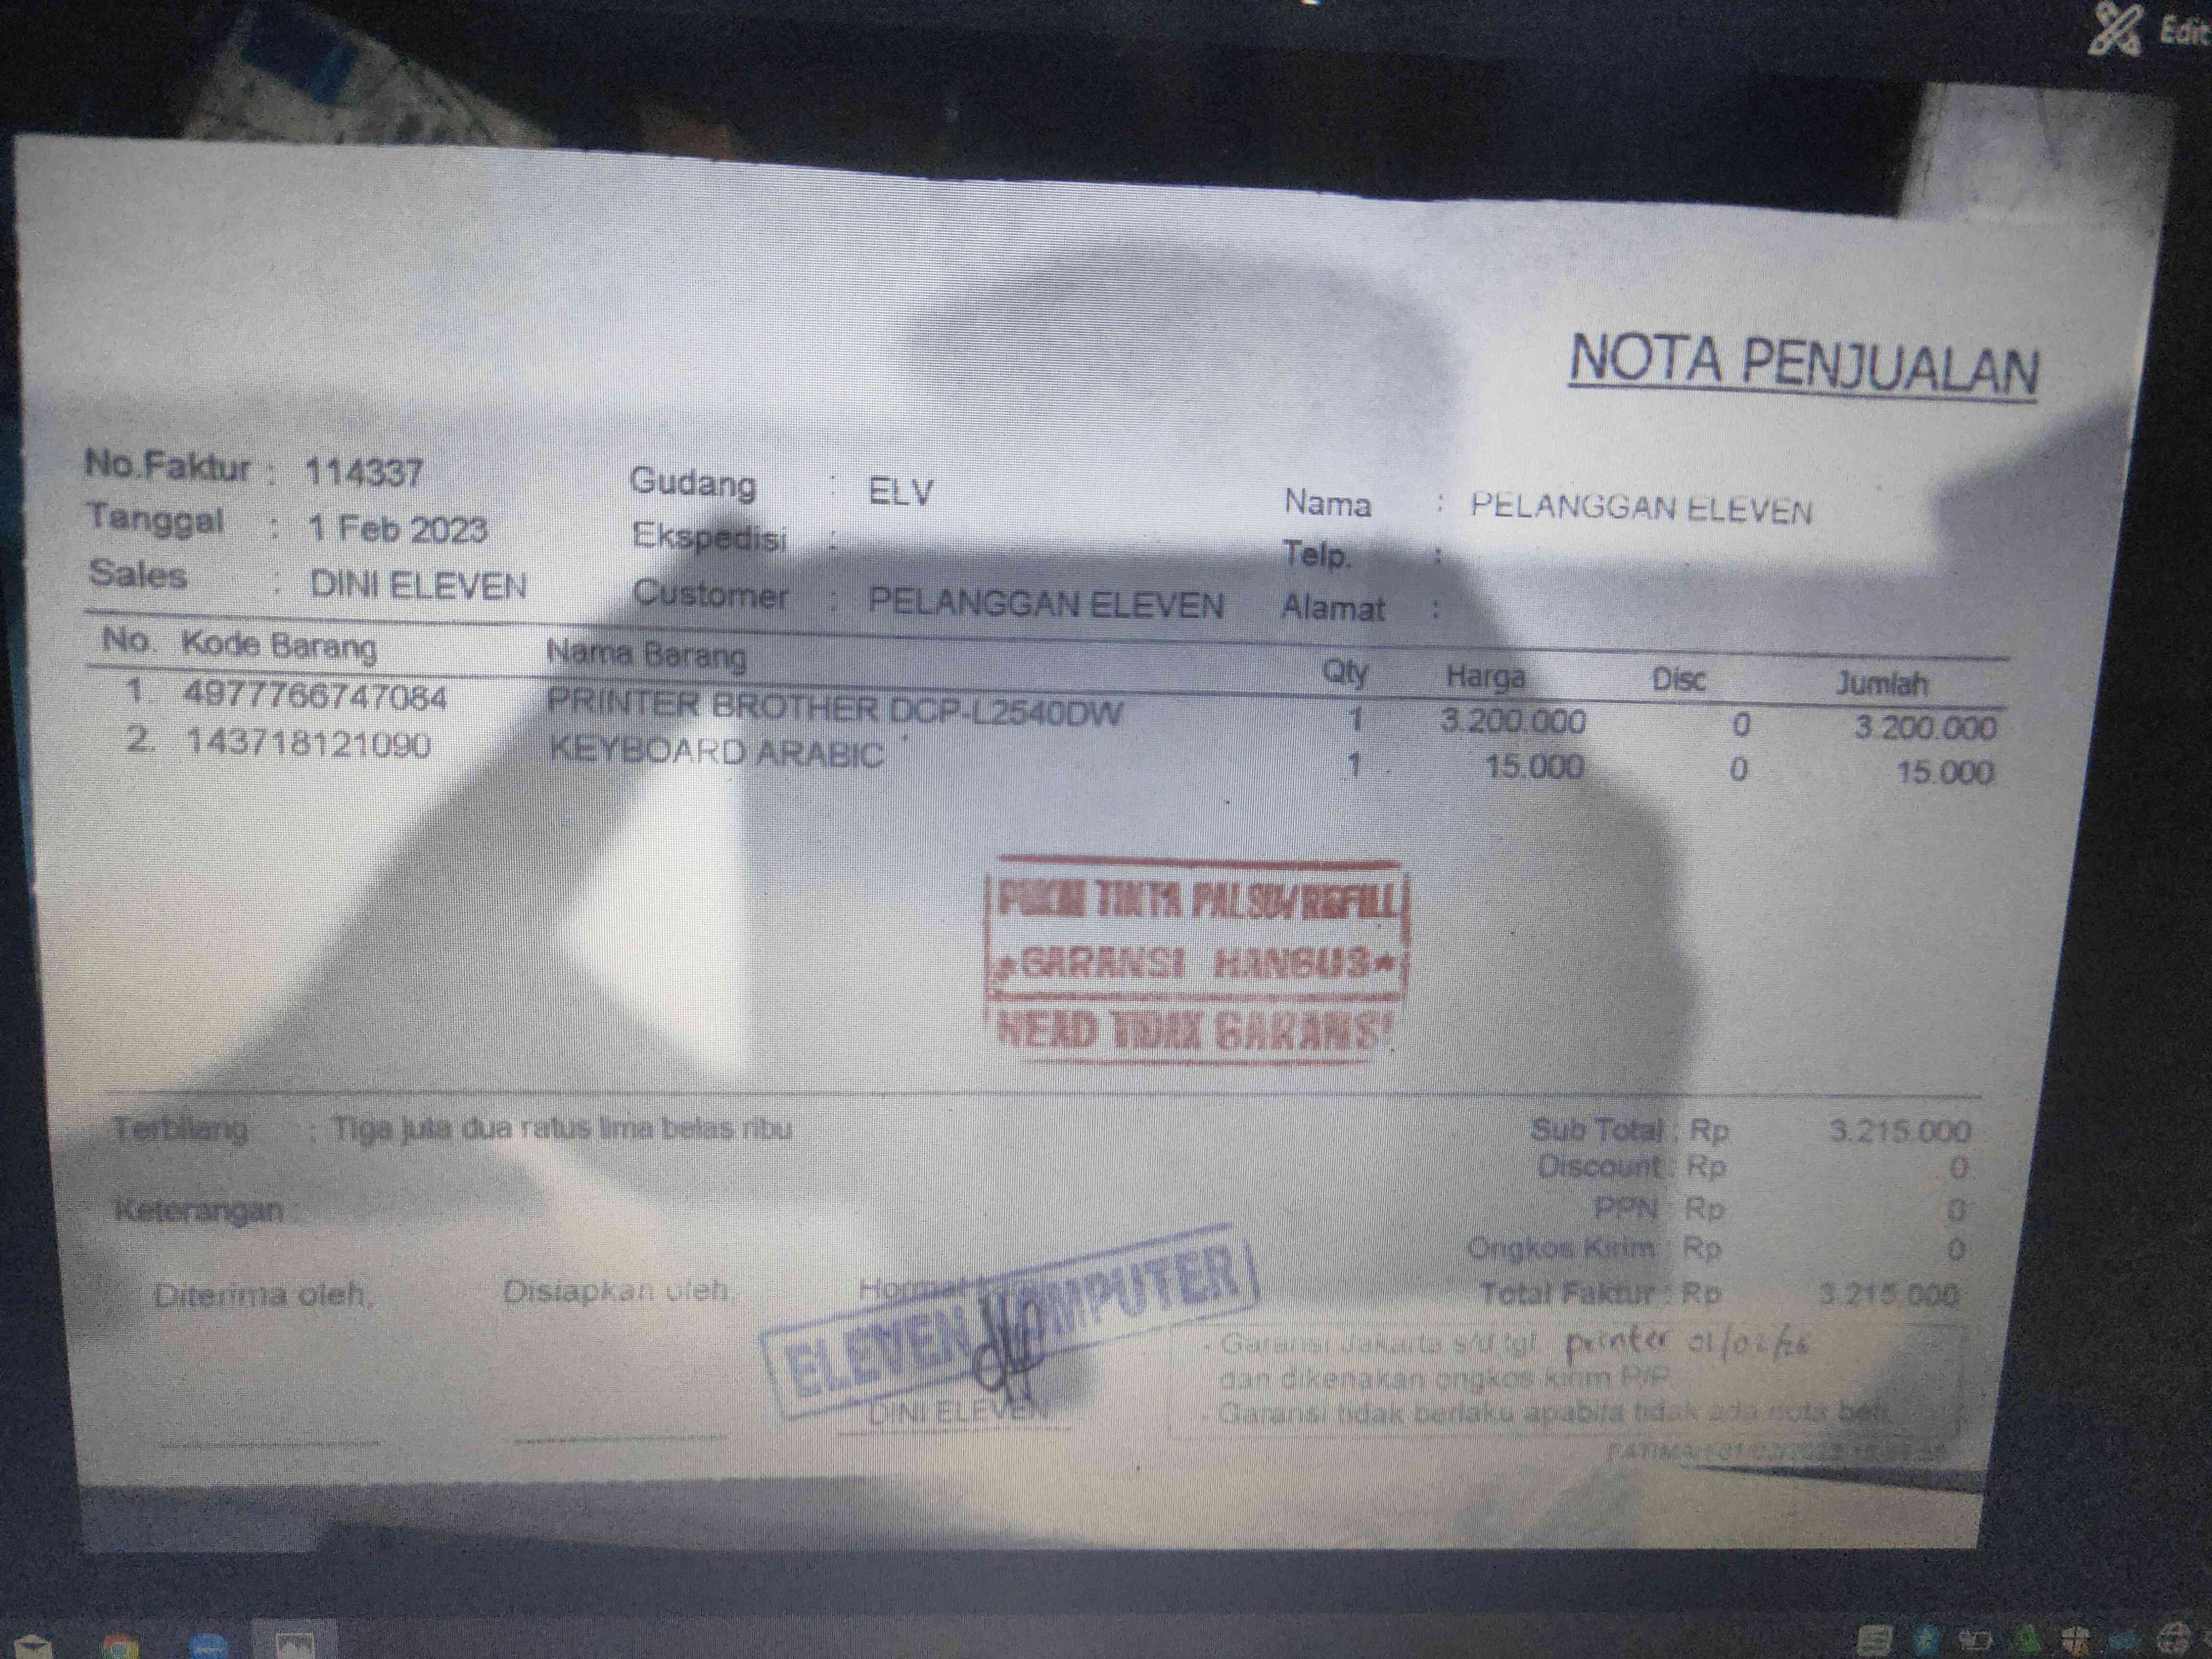 Edit
NOTA PENJUALAN
No.Faktur : 114337 Gudang : ELV Nama : PELANGGAN ELEVEN
Tanggal : 1 Feb 2023 Ekspedisi : Telp. :
Sales : DINI ELEVEN Customer : PELANGGAN ELEVEN Alamat :
No. Kode Barang Nama Barang Qty Harga Disc Jumlah
1. 4977766747084 PRINTER BROTHER DCP-L2540DW 1 3.200.000 0 3.200.000
2. 143718121090 KEYBOARD ARABIC 1 15.000 0 15.000
PAKAI TINTA PALSU/REFILL
*GARANSI HANGUS*
HEAD TIDAK GARANSI
Terbilang : Tiga juta dua ratus lima belas ribu Sub Total : Rp 3.215.000
Discount : Rp 0
Keterangan : PPN : Rp 0
Ongkos Kirim : Rp 0
Diterima oleh, Disiapkan oleh, Hormat Total Faktur : Rp 3.215.000
ELEVEN KOMPUTER
- Garansi Jakarta s/d tgl. printer 01/02/26
dan dikenakan ongkos kirim P/P.
DINI ELEVEN
- Garansi tidak berlaku apabila tidak ada nota beli.